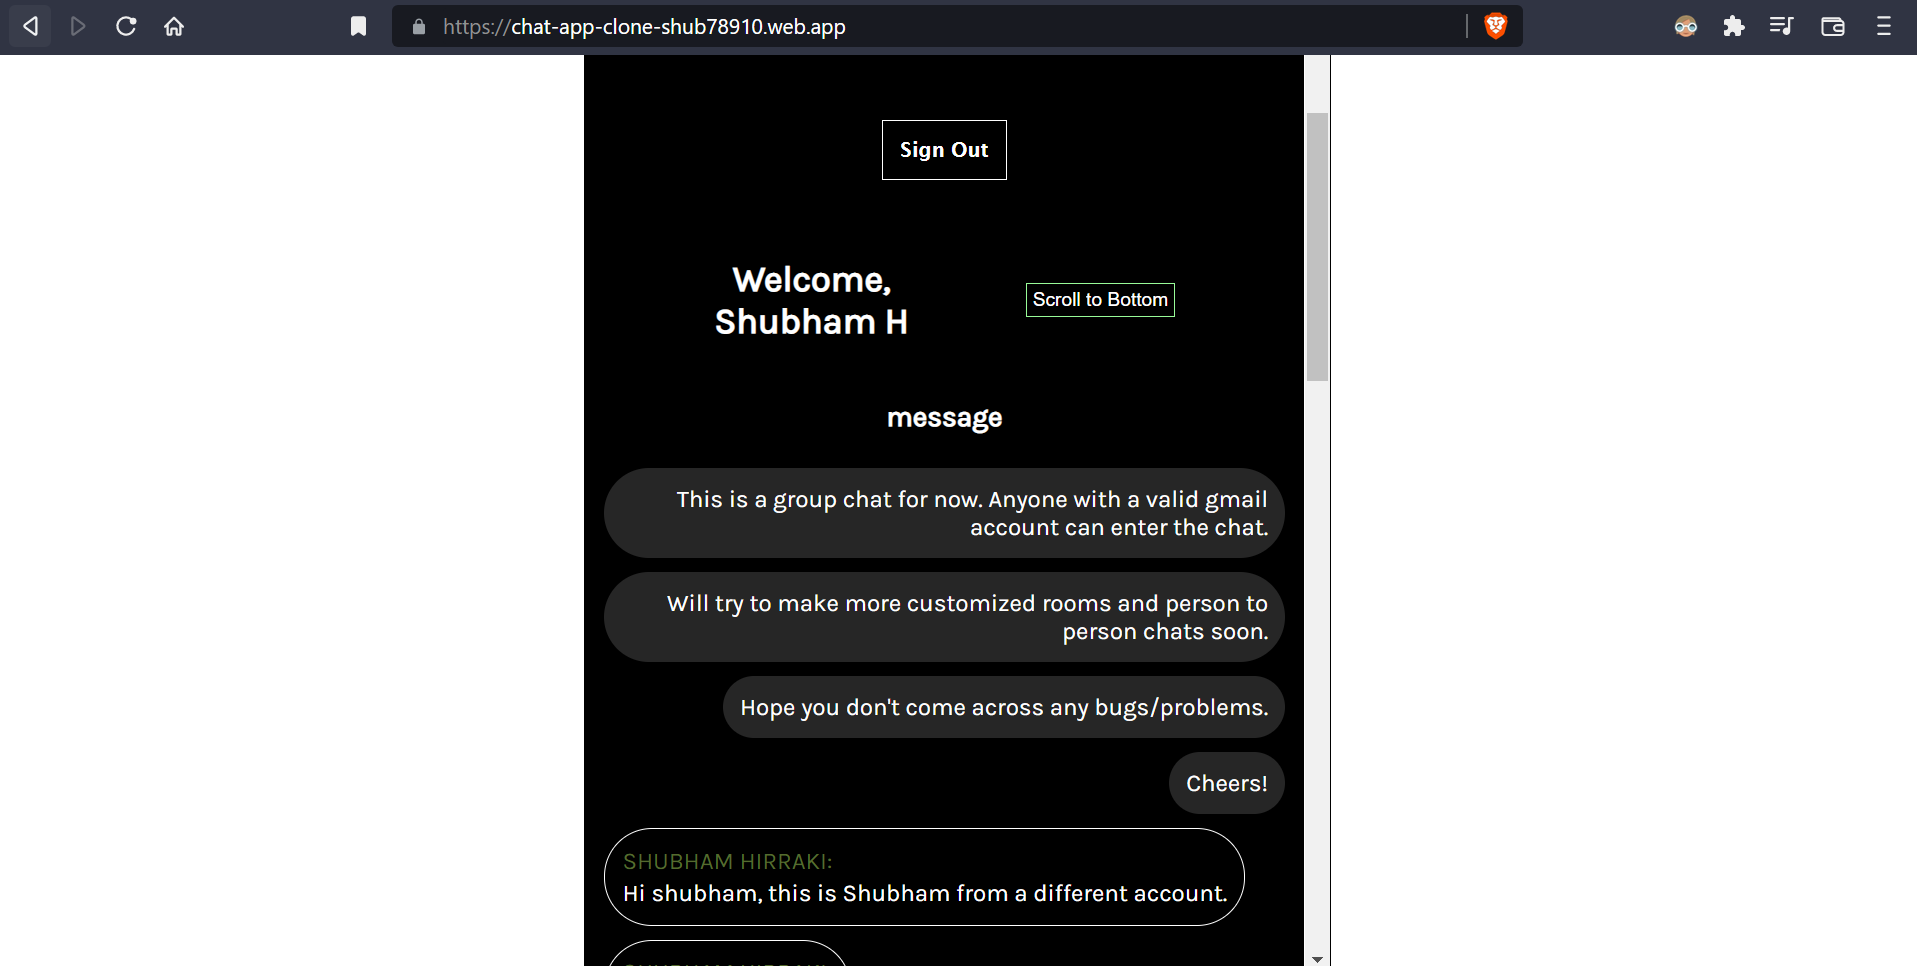 https://chat-app-clone-shub78910.web.app
Sign Out
Welcome,
Shubham H
Scroll to Bottom
message
This is a group chat for now. Anyone with a valid gmail
account can enter the chat.
Will try to make more customized rooms and person to
person chats soon.
Hope you don't come across any bugs/problems.
Cheers!
SHUBHAM HIRRAKI:
Hi shubham, this is Shubham from a different account.